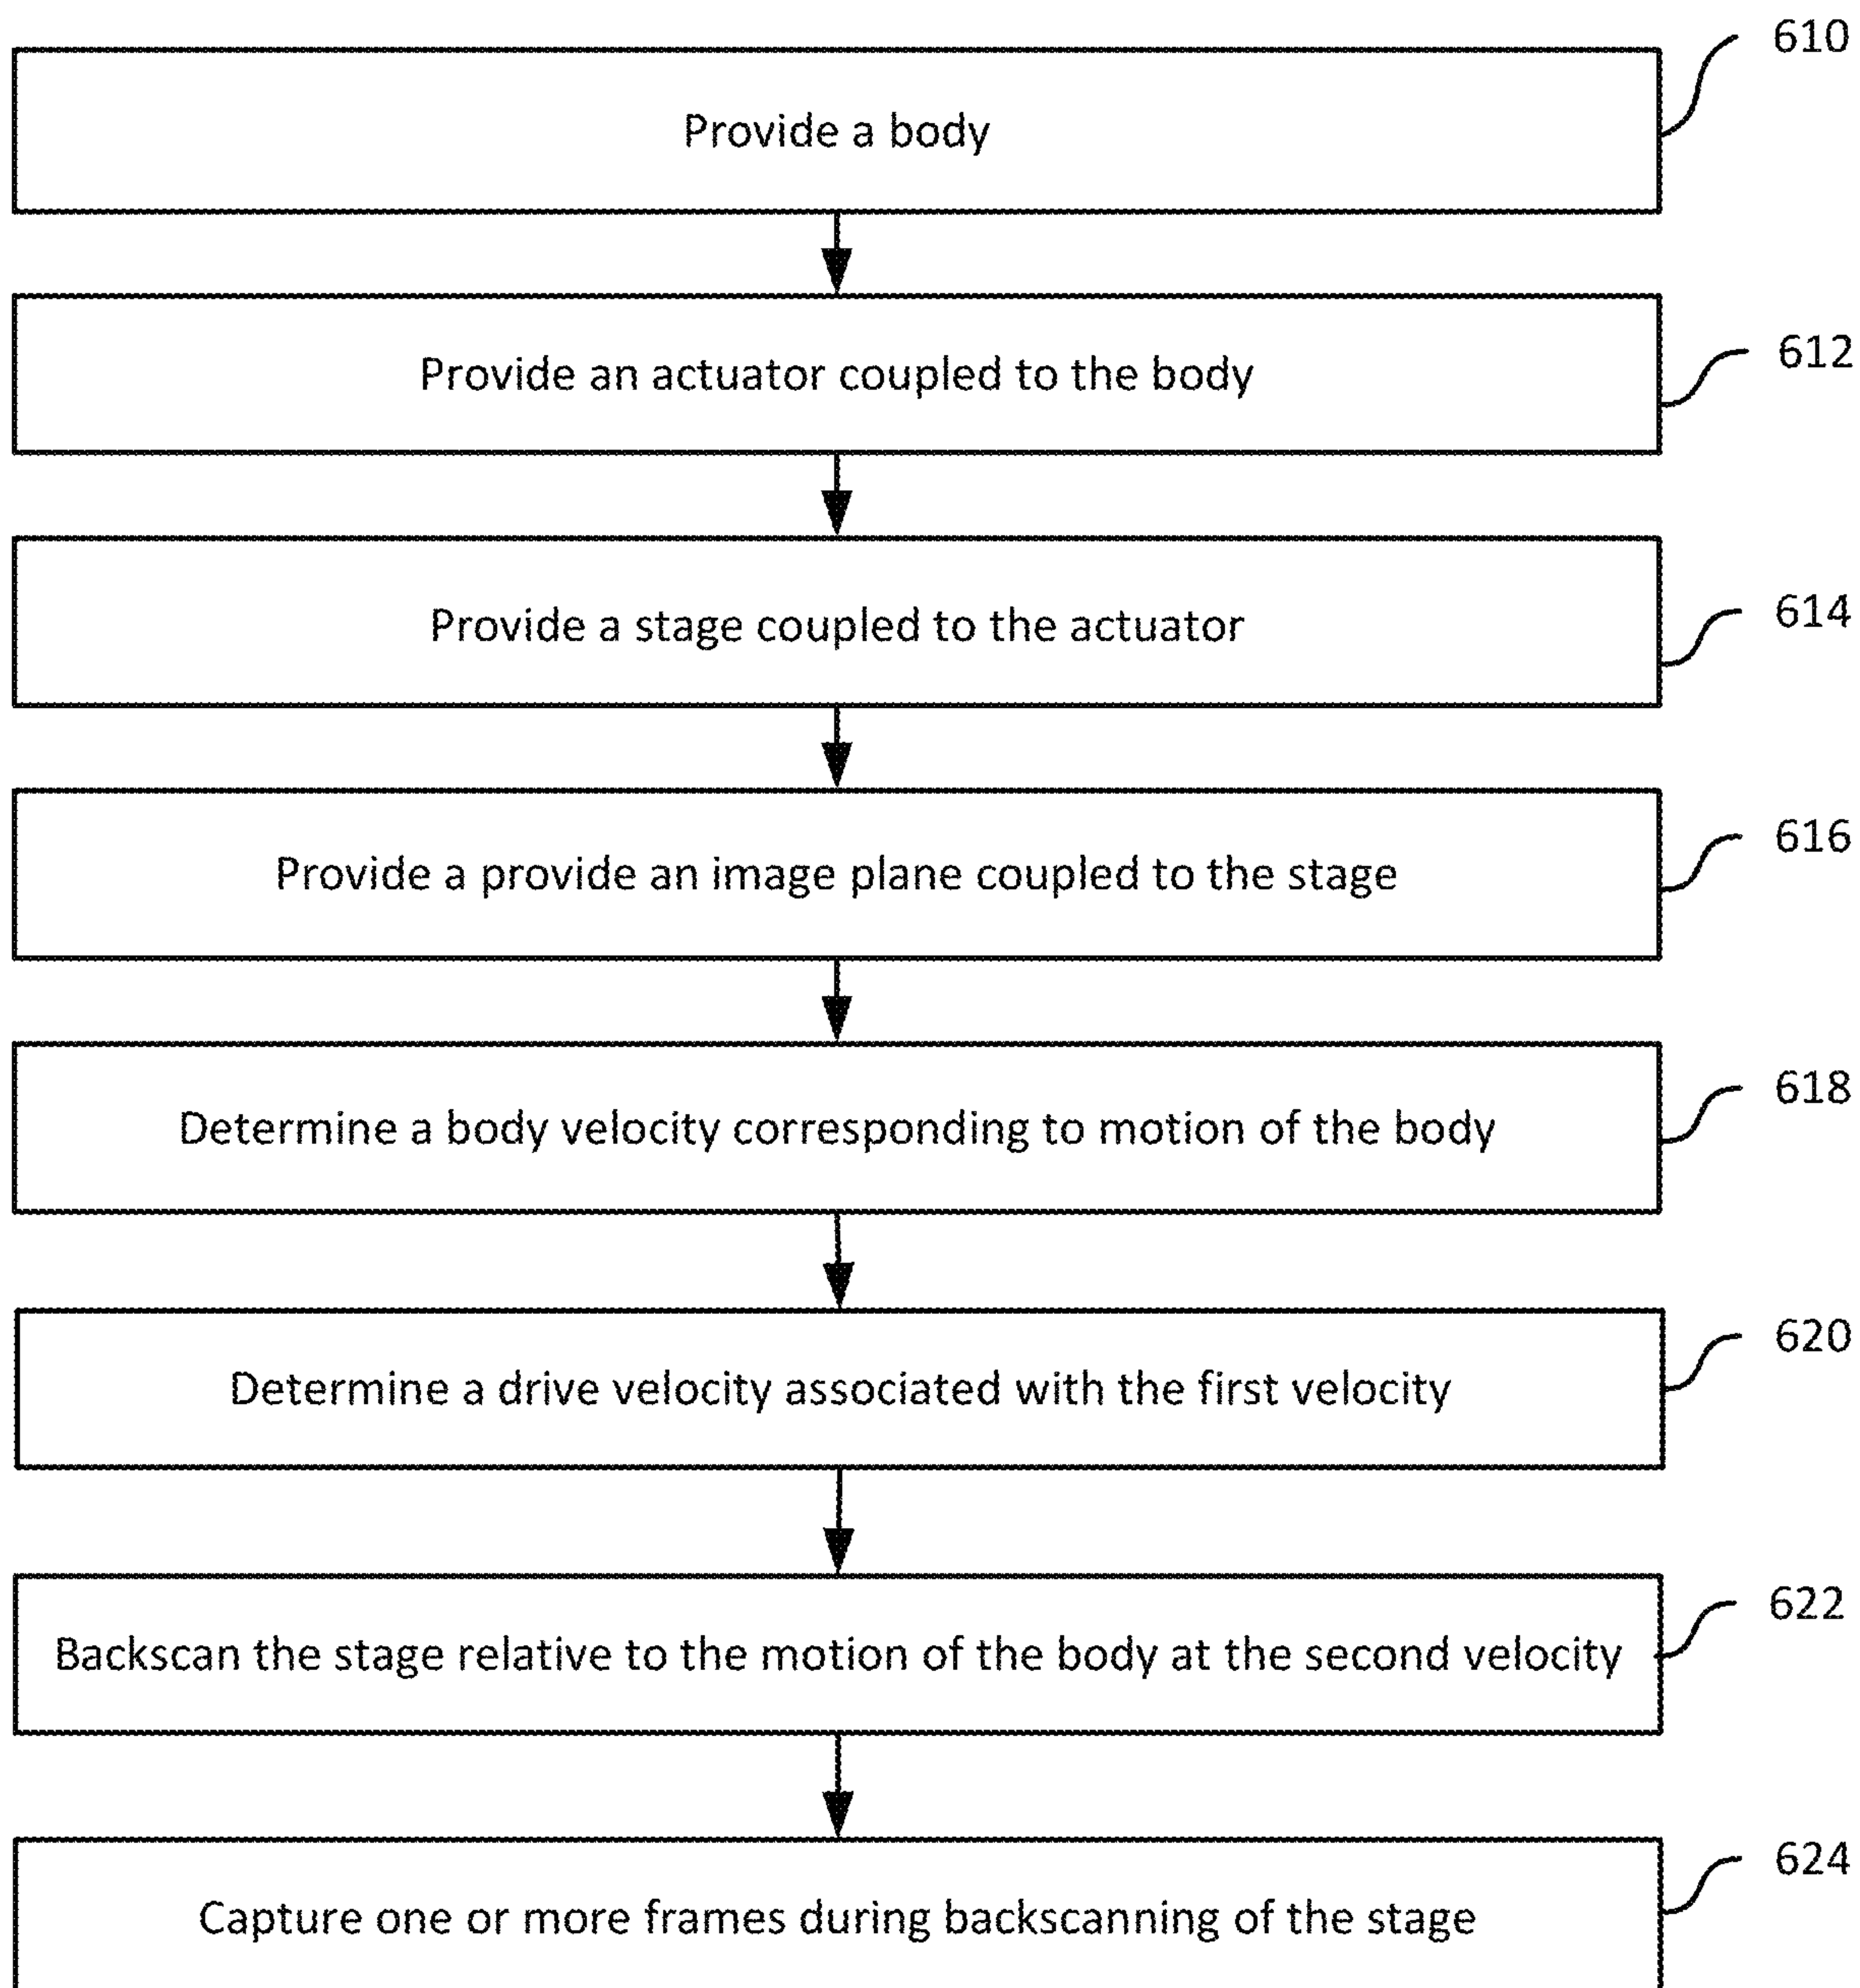 610
Provide a body
612
Provide an actuator coupled to the body
614
Provide a stage coupled to the actuator
616
Provide a provide an image plane coupled to the stage
618
Determine a body velocity corresponding to motion of the body
620
Determine a drive velocity associated with the first velocity
622
Backscan the stage relative to the motion of the body at the second velocity
624
Capture one or more frames during backscanning of the stage